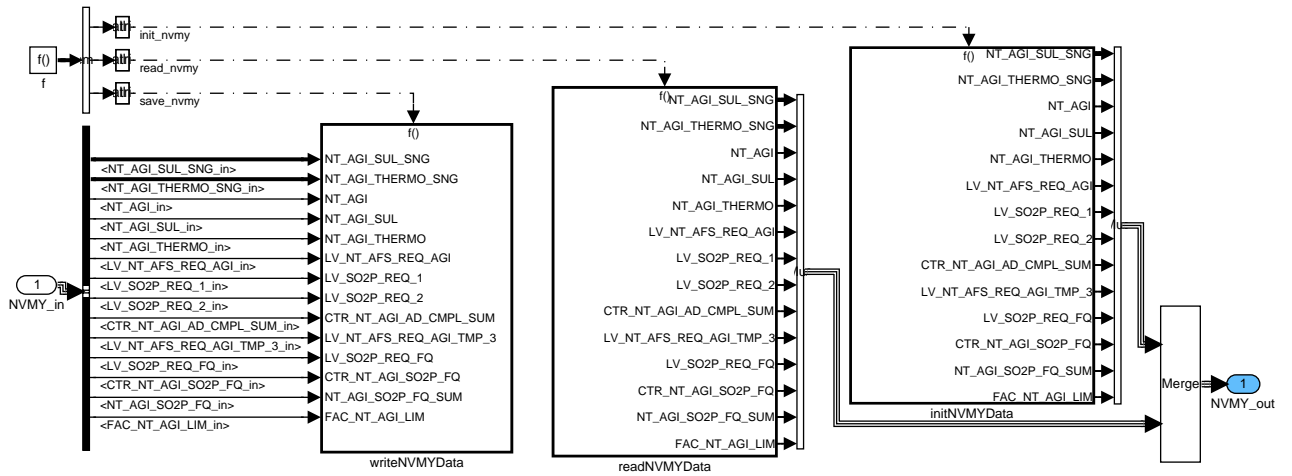 f()
f
init_nvmy
read_nvmy
save_nvmy
1
NVMY_in
<NT_AGI_SUL_SNG_in>
<NT_AGI_THERMO_SNG_in>
<NT_AGI_in>
<NT_AGI_SUL_in>
<NT_AGI_THERMO_in>
<LV_NT_AFS_REQ_AGI_in>
<LV_SO2P_REQ_1_in>
<LV_SO2P_REQ_2_in>
<CTR_NT_AGI_AD_CMPL_SUM_in>
<LV_NT_AFS_REQ_AGI_TMP_3_in>
<LV_SO2P_REQ_FQ_in>
<CTR_NT_AGI_SO2P_FQ_in>
<NT_AGI_SO2P_FQ_in>
<FAC_NT_AGI_LIM_in>
f()
NT_AGI_SUL_SNG
NT_AGI_THERMO_SNG
NT_AGI
NT_AGI_SUL
NT_AGI_THERMO
LV_NT_AFS_REQ_AGI
LV_SO2P_REQ_1
LV_SO2P_REQ_2
CTR_NT_AGI_AD_CMPL_SUM
LV_NT_AFS_REQ_AGI_TMP_3
LV_SO2P_REQ_FQ
CTR_NT_AGI_SO2P_FQ
NT_AGI_SO2P_FQ_SUM
FAC_NT_AGI_LIM
writeNVMYData
f()
NT_AGI_SUL_SNG
NT_AGI_THERMO_SNG
NT_AGI
NT_AGI_SUL
NT_AGI_THERMO
LV_NT_AFS_REQ_AGI
LV_SO2P_REQ_1
LV_SO2P_REQ_2
CTR_NT_AGI_AD_CMPL_SUM
LV_NT_AFS_REQ_AGI_TMP_3
LV_SO2P_REQ_FQ
CTR_NT_AGI_SO2P_FQ
NT_AGI_SO2P_FQ_SUM
FAC_NT_AGI_LIM
readNVMYData
f()
NT_AGI_SUL_SNG
NT_AGI_THERMO_SNG
NT_AGI
NT_AGI_SUL
NT_AGI_THERMO
LV_NT_AFS_REQ_AGI
LV_SO2P_REQ_1
LV_SO2P_REQ_2
CTR_NT_AGI_AD_CMPL_SUM
LV_NT_AFS_REQ_AGI_TMP_3
LV_SO2P_REQ_FQ
CTR_NT_AGI_SO2P_FQ
NT_AGI_SO2P_FQ_SUM
FAC_NT_AGI_LIM
initNVMYData
Merge
1
NVMY_out